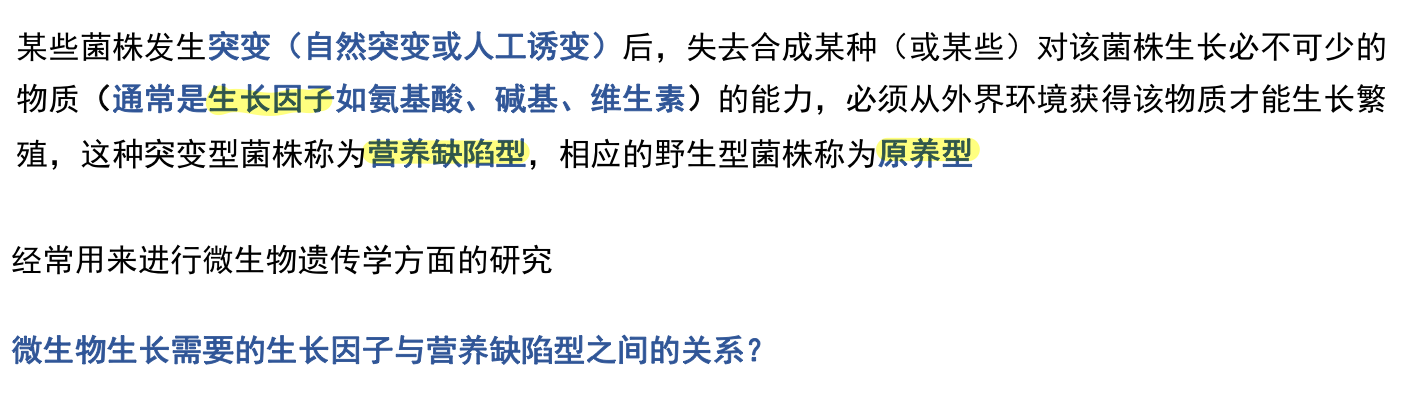 某些菌株发生突变（自然突变或人工诱变）后，失去合成某种（或某些）对该菌株生长必不可少的
物质（通常是生长因子如氨基酸、碱基、维生素）的能力，必须从外界环境获得该物质才能生长繁
殖，这种突变型菌株称为营养缺陷型，相应的野生型菌株称为原养型
经常用来进行微生物遗传学方面的研究
微生物生长需要的生长因子与营养缺陷型之间的关系？